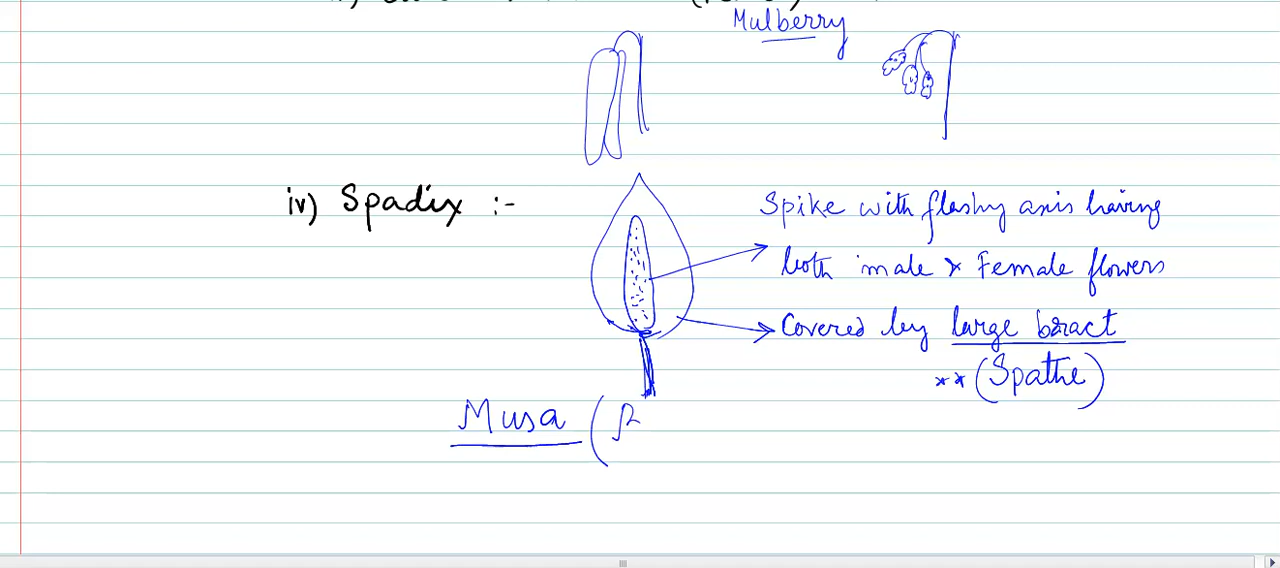 Mulberry
iv) Spadix :-
Spike with fleshy axis having
both male & Female flowers
Covered by large bract
** (Spathe)
Musa (